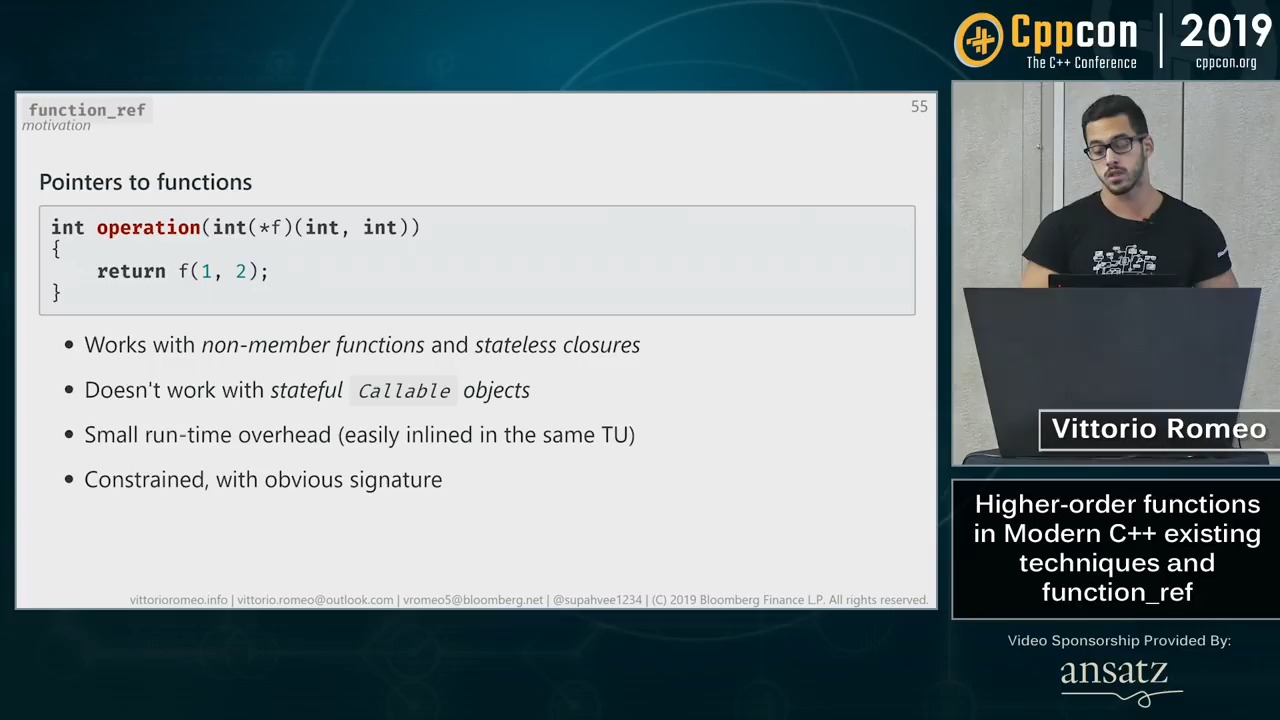 Cppcon
The C++ Conference
2019
cppcon.org
function_ref
motivation
55
Pointers to functions
int operation(int(*f)(int, int))
{
    return f(1, 2);
}
• Works with non-member functions and stateless closures
• Doesn't work with stateful Callable objects
• Small run-time overhead (easily inlined in the same TU)
• Constrained, with obvious signature
vittorioromeo.info | vittorio.romeo@outlook.com | vromeo5@bloomberg.net | @supahvee1234 | (C) 2019 Bloomberg Finance L.P. All rights reserved.
Vittorio Romeo
Higher-order functions
in Modern C++ existing
techniques and
function_ref
Video Sponsorship Provided By:
ansatz